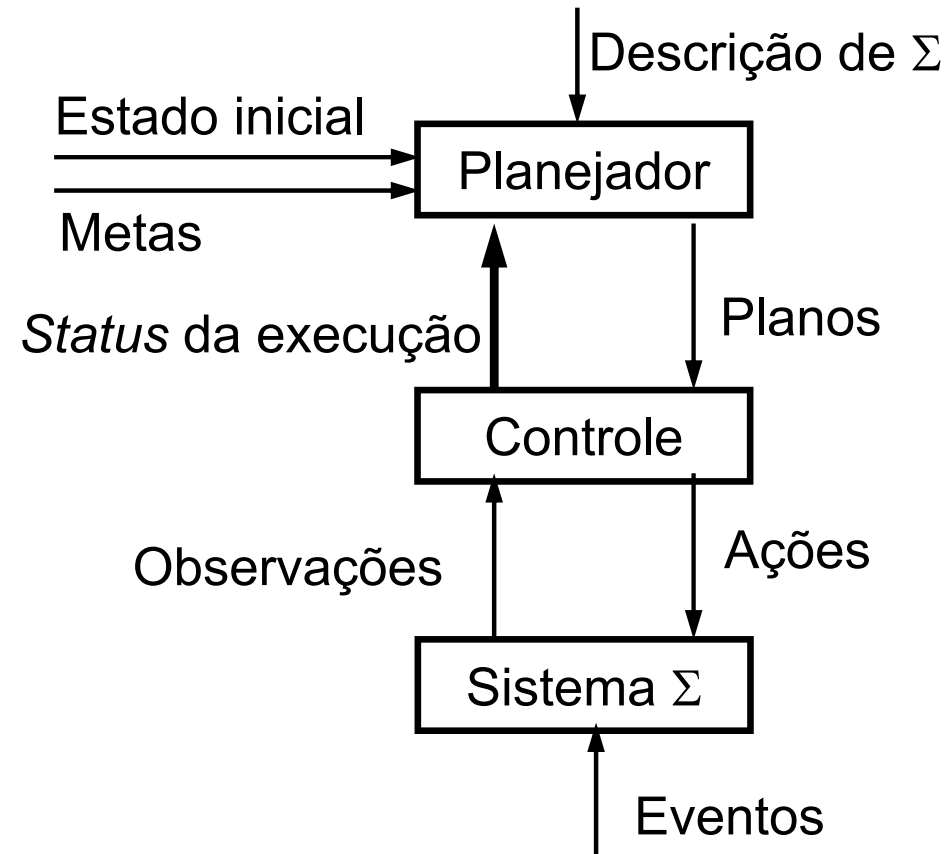 Descrição de Σ
Estado inicial
Planejador
Metas
Status da execução
Planos
Controle
Observações
Ações
Sistema Σ
Eventos